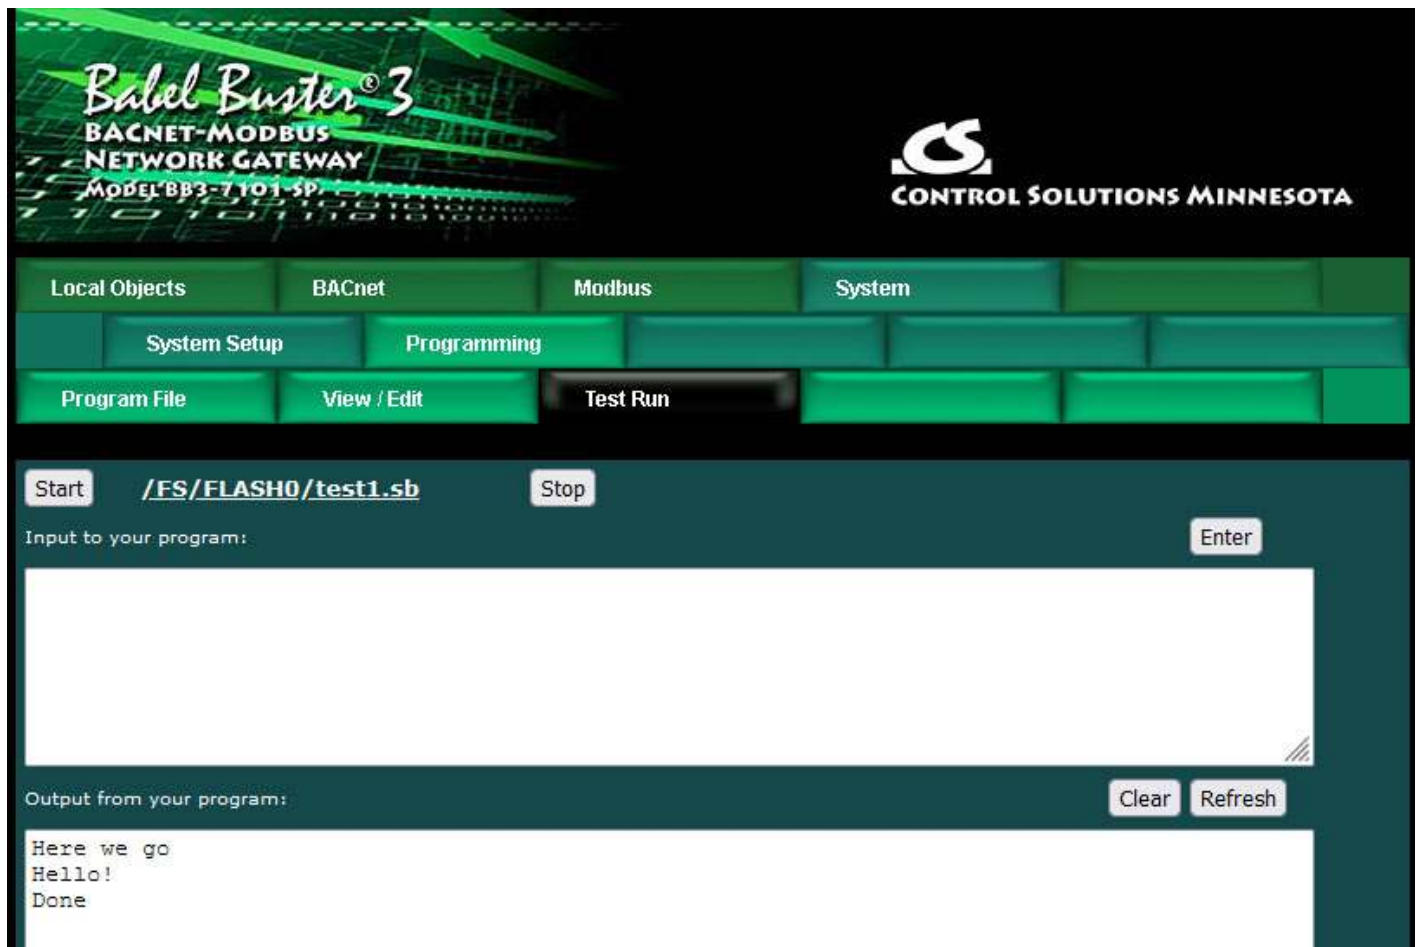 Babel Buster® 3
BACNET-MODBUS
NETWORK GATEWAY
MODEL BB3-7101-SP
CS
CONTROL SOLUTIONS MINNESOTA
Local Objects BACnet Modbus System
System Setup Programming
Program File View / Edit Test Run
Start /FS/FLASH0/test1.sb Stop
Input to your program: Enter
Output from your program: Clear Refresh
Here we go
Hello!
Done